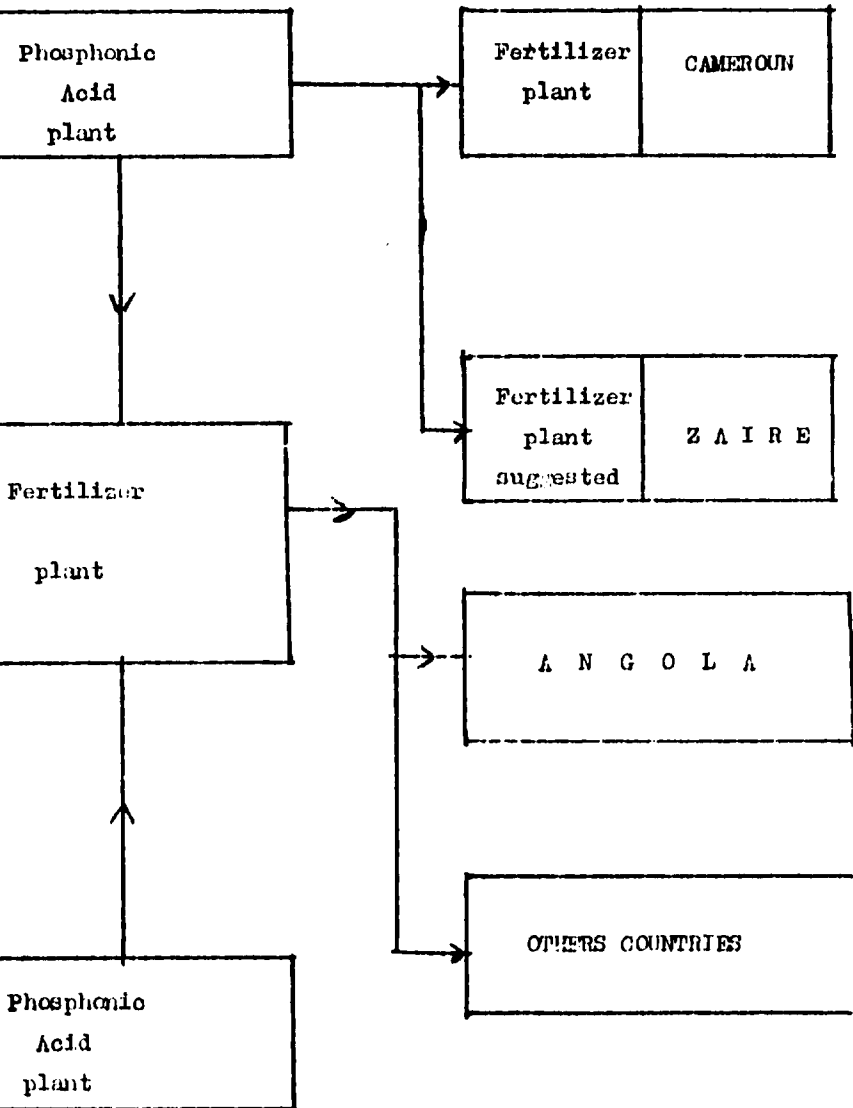 Phosphonic
Acid
plant
Fertilizer
plant
CAMEROUN
Fertilizer
plant
suggested
Z A I R E
Fertilizer
plant
A N G O L A
OTHERS COUNTRIES
Phosphonic
Acid
plant